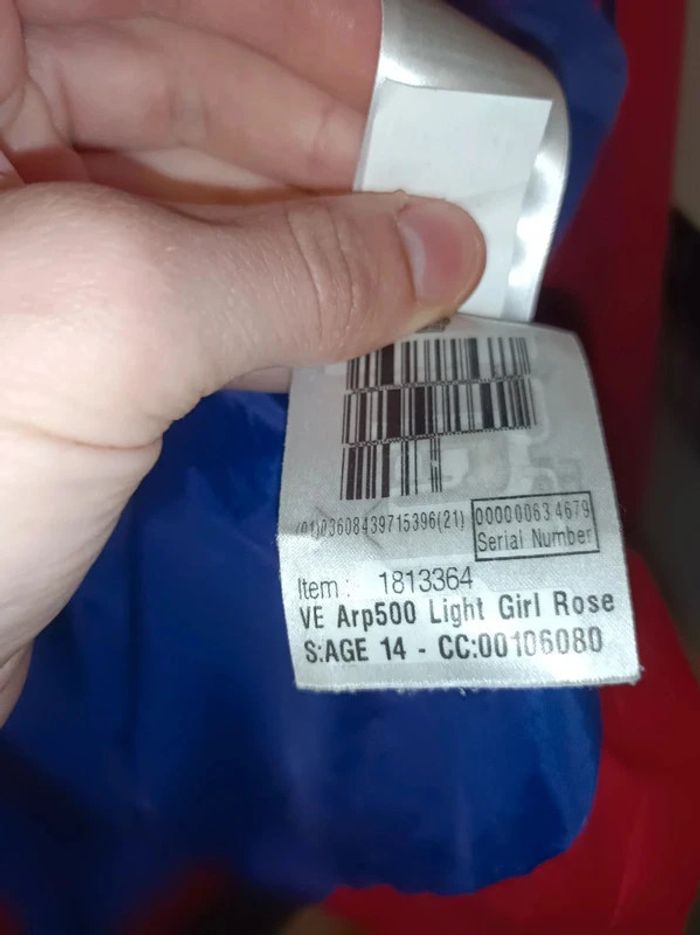 (01)03608439715396(21)
000000634679
Serial Number
Item : 1813364
VE Arp500 Light Girl Rose
S:AGE 14 - CC:00106080